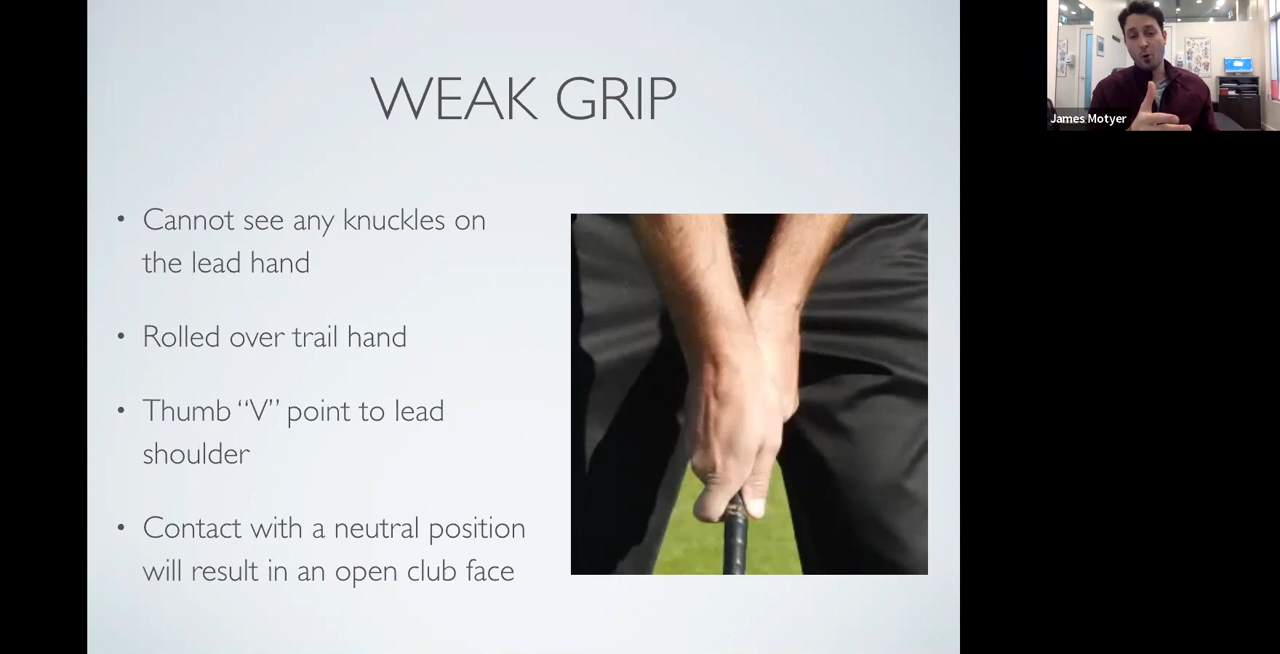 WEAK GRIP
• Cannot see any knuckles on
the lead hand
• Rolled over trail hand
• Thumb “V” point to lead
shoulder
• Contact with a neutral position
will result in an open club face
James Motyer